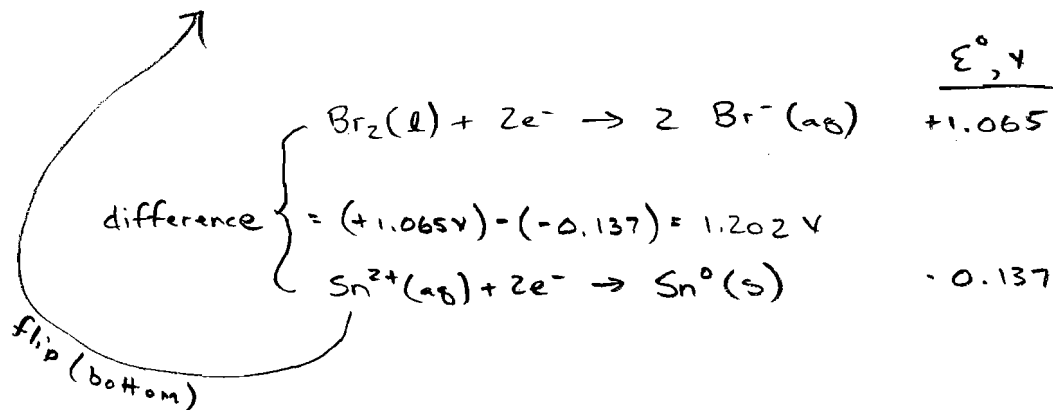 ℰ°, V
Br₂(l) + 2e⁻ → 2 Br⁻(aq) +1.065
difference { = (+1.065V) - (-0.137) = 1.202 V
Sn²⁺(aq) + 2e⁻ → Sn⁰(s) -0.137
flip (bottom)